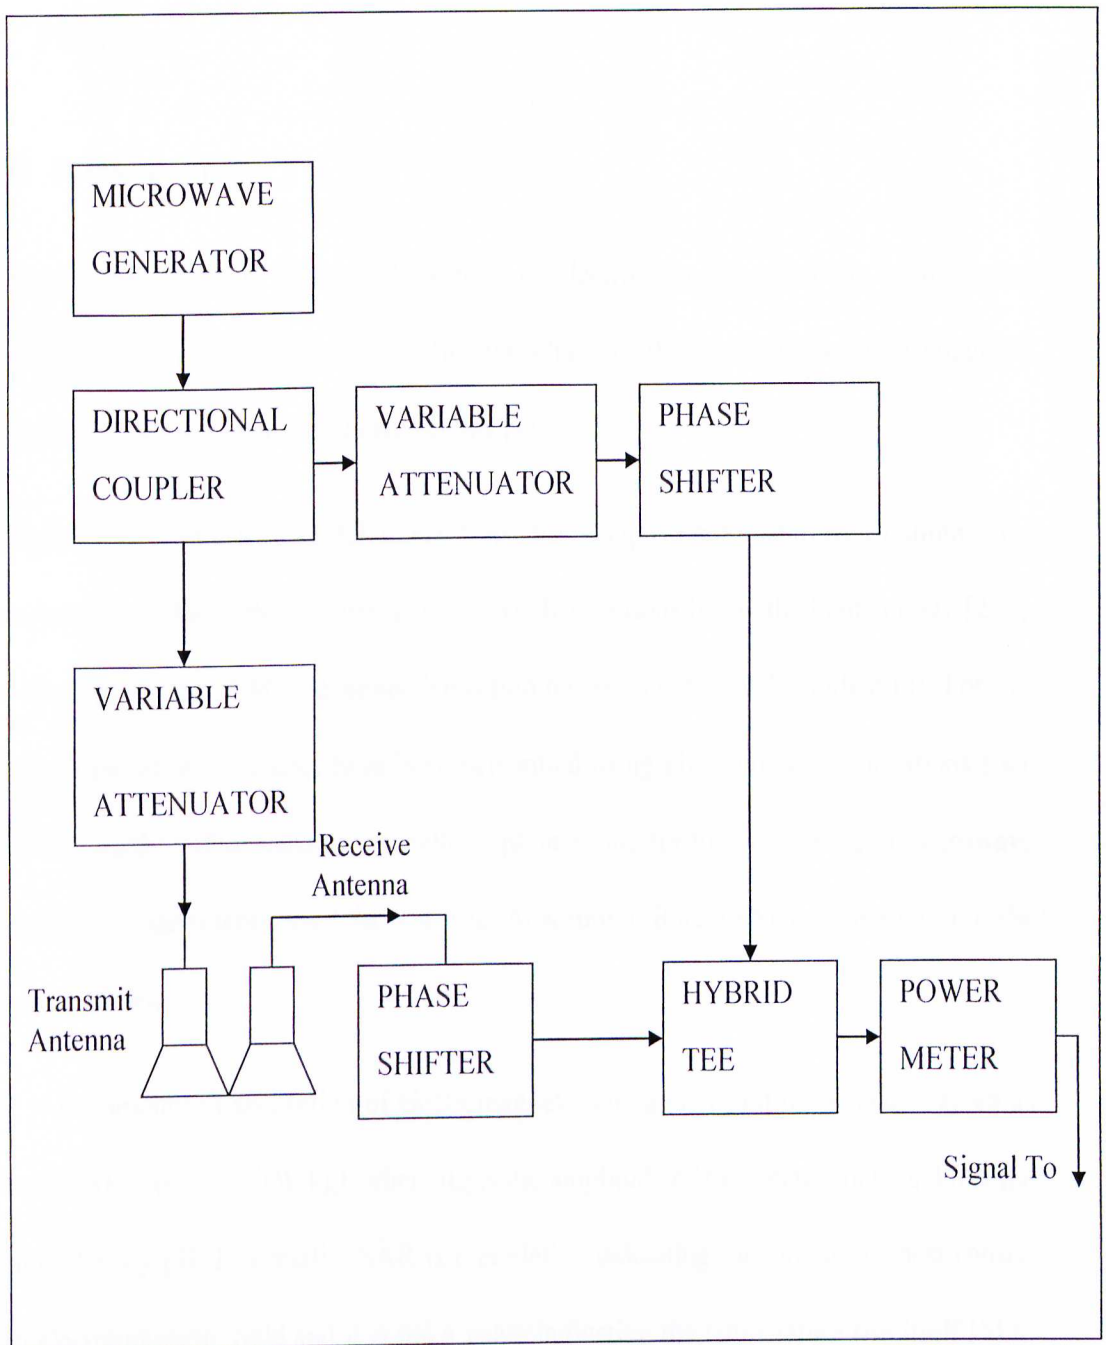 MICROWAVE
GENERATOR
DIRECTIONAL
COUPLER
VARIABLE
ATTENUATOR
PHASE
SHIFTER
VARIABLE
ATTENUATOR
Receive
Antenna
Transmit
Antenna
PHASE
SHIFTER
HYBRID
TEE
POWER
METER
Signal To